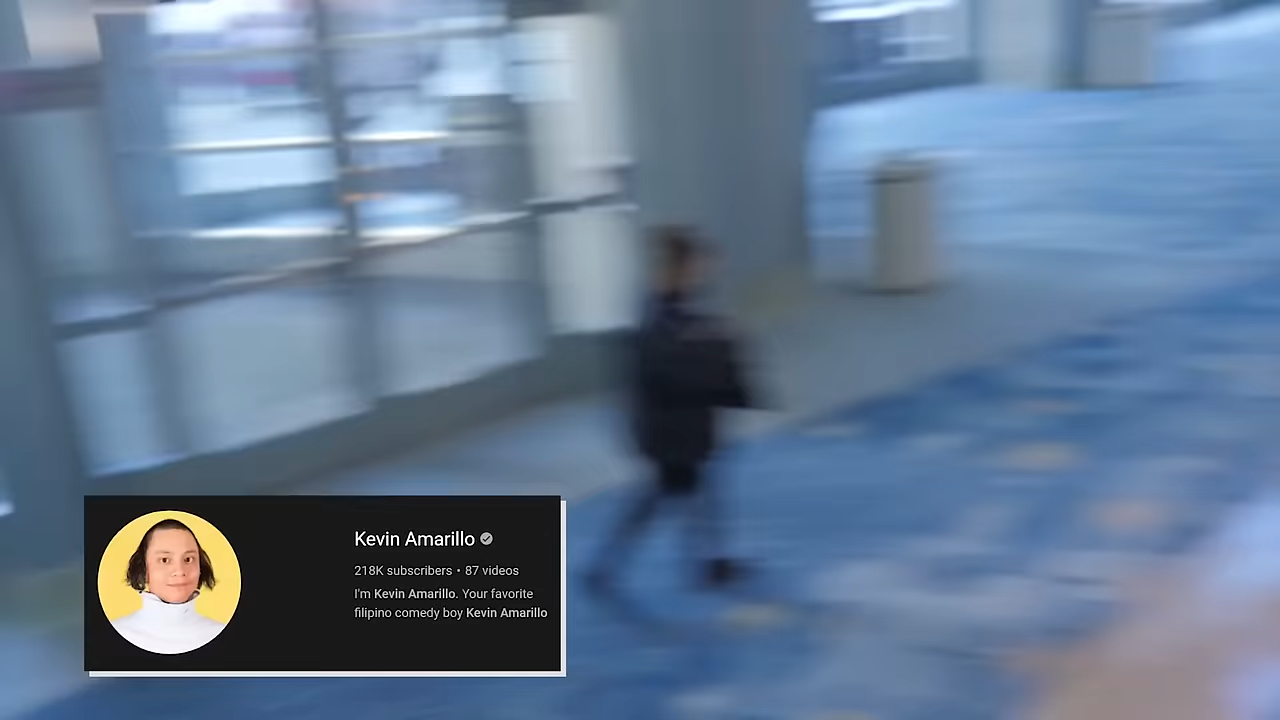 Kevin Amarillo
218K subscribers • 87 videos
I'm Kevin Amarillo. Your favorite
filipino comedy boy Kevin Amarillo